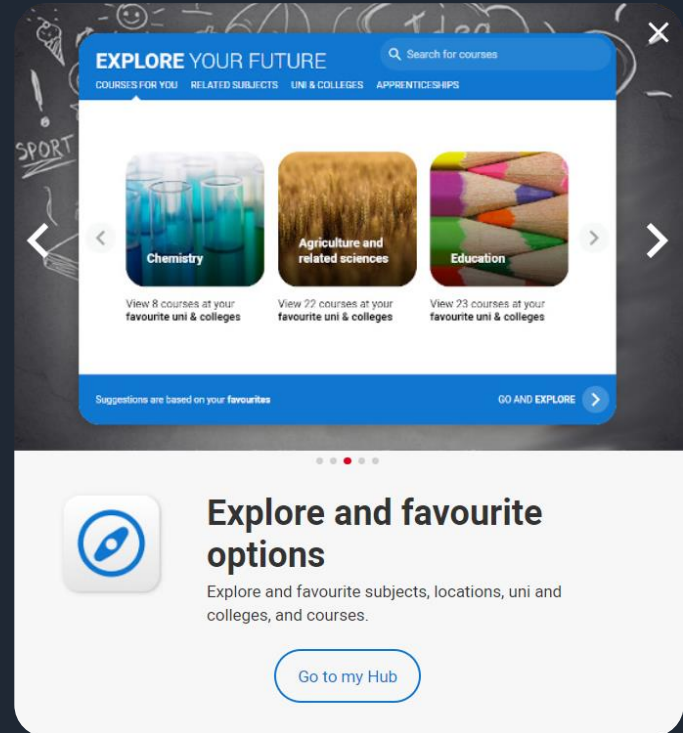 Idea
SPORT
EXPLORE YOUR FUTURE
Search for courses
COURSES FOR YOU RELATED SUBJECTS UNI & COLLEGES APPRENTICESHIPS
Chemistry
Agriculture and
related sciences
Education
View 8 courses at your
favourite uni & colleges
View 22 courses at your
favourite uni & colleges
View 23 courses at your
favourite uni & colleges
Suggestions are based on your favourites
GO AND EXPLORE
Explore and favourite
options
Explore and favourite subjects, locations, uni and
colleges, and courses.
Go to my Hub